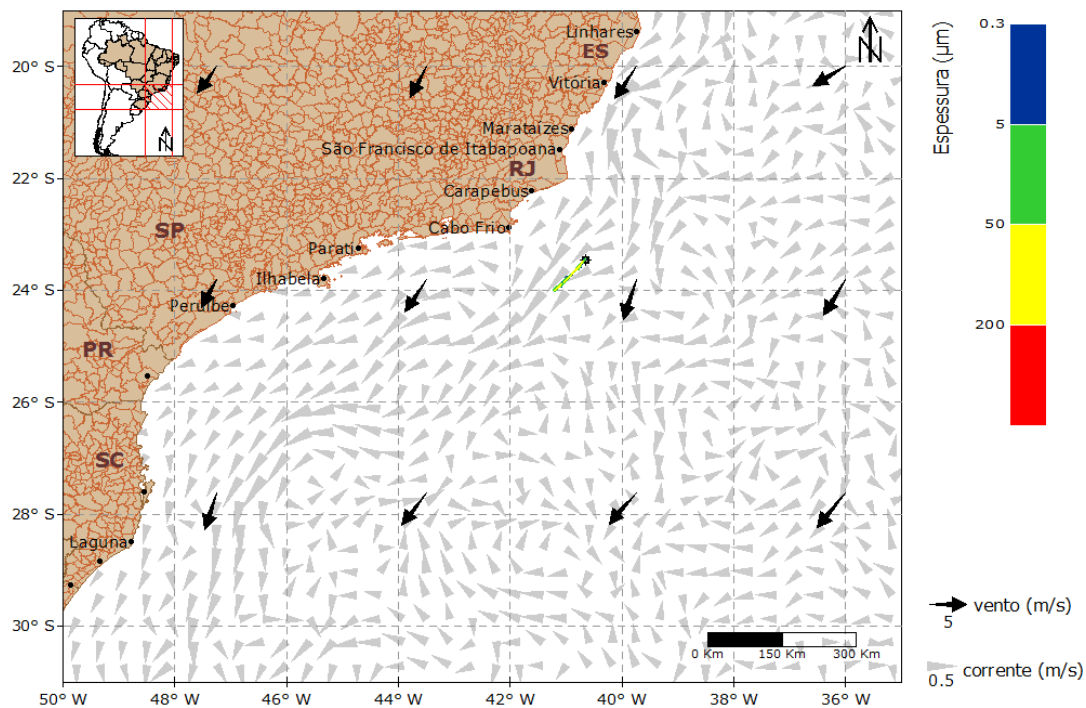 Linhares
ES
20° S
Vitória
Marataízes
São Francisco de Itabapoana
RJ
22° S
Carapebus
Cabo Frio
SP
Parati
Ilhabela
24° S
Peruíbe
PR
26° S
SC
28° S
Laguna
30° S
0 Km
150 Km
300 Km
50° W
48° W
46° W
44° W
42° W
40° W
38° W
36° W
N
N
Espessura (µm)
0.3
5
50
200
vento (m/s)
5
corrente (m/s)
0.5